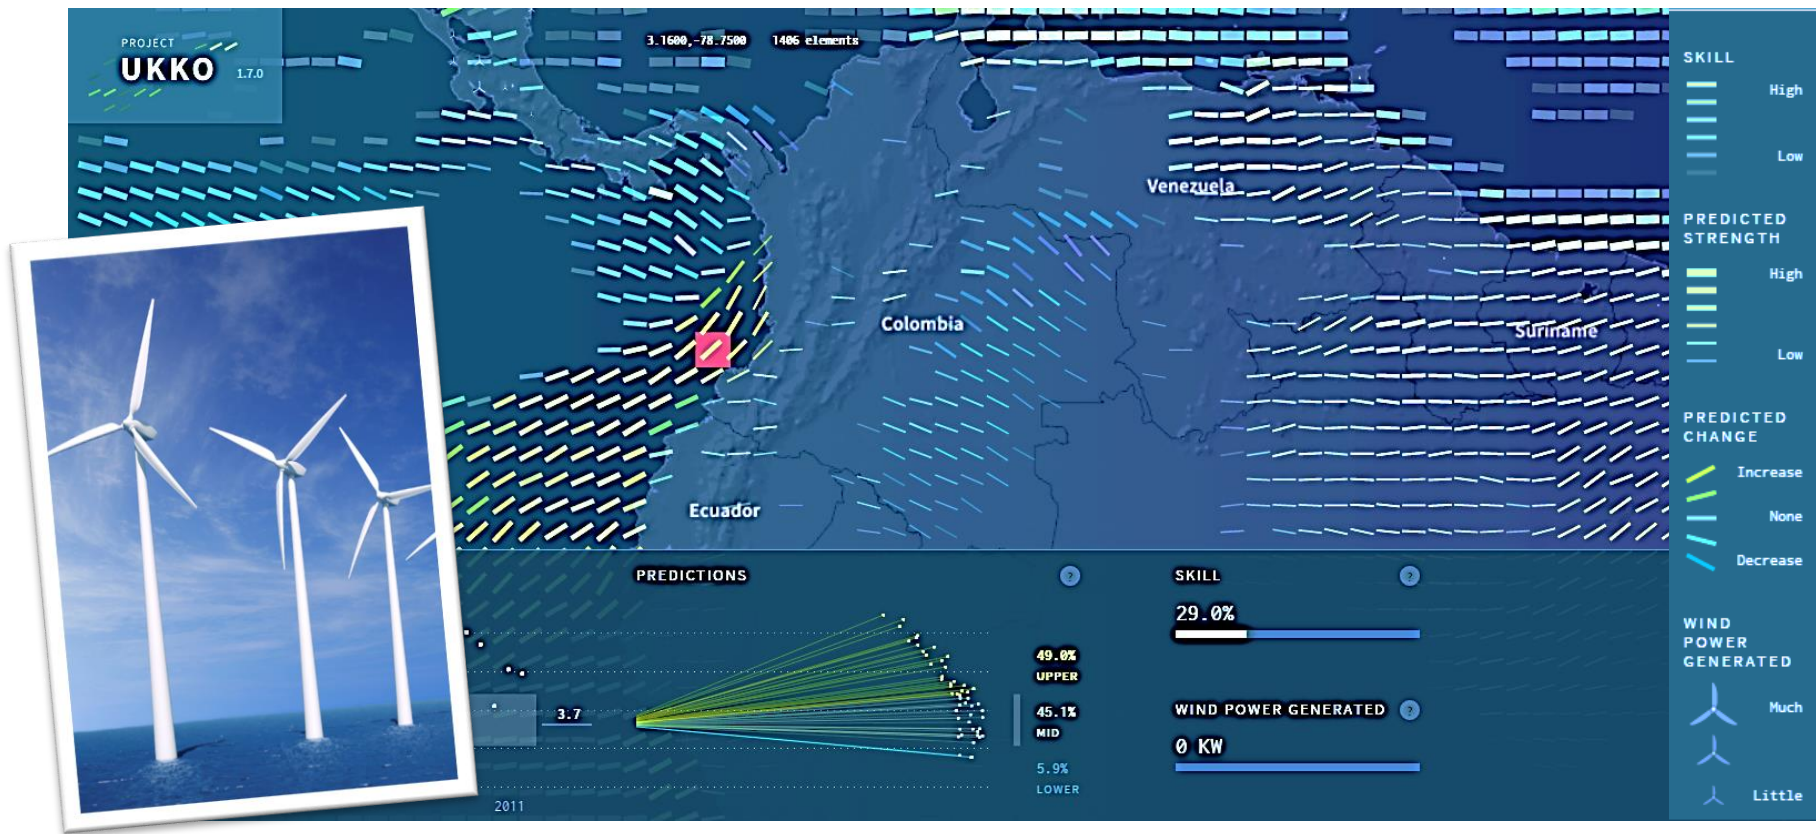 PROJECT
UKKO 1.7.0
3.1600,-78.7500 1406 elements
Venezuela
Colombia
Suriname
Ecuador
SKILL
High
Low
PREDICTED
STRENGTH
High
Low
PREDICTED
CHANGE
Increase
None
Decrease
WIND
POWER
GENERATED
Much
Little
PREDICTIONS ?
49.0%
UPPER
3.7
45.1%
MID
5.9%
LOWER
2011
SKILL ?
29.0%
WIND POWER GENERATED ?
0 KW